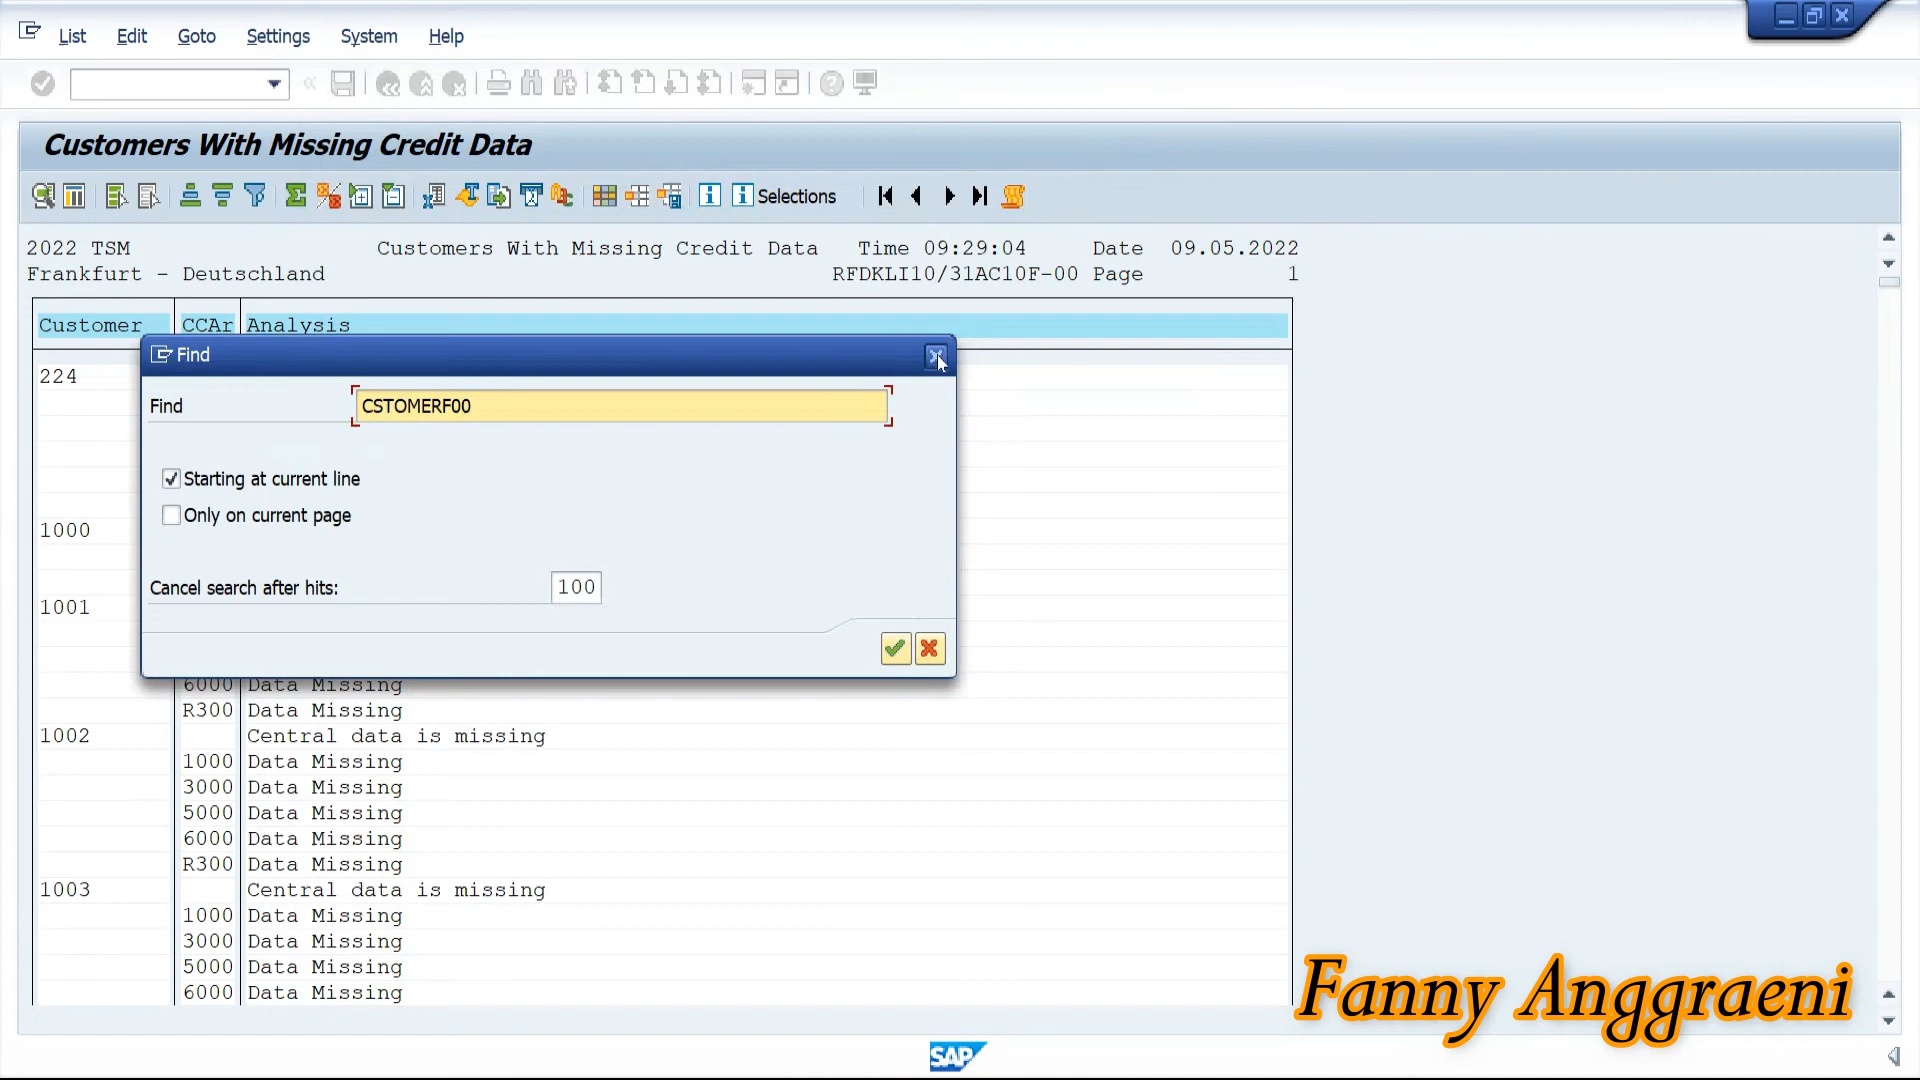 List Edit Goto Settings System Help
Customers With Missing Credit Data
Selections
2022 TSM Customers With Missing Credit Data Time 09:29:04 Date 09.05.2022
Frankfurt - Deutschland RFDKLI10/31AC10F-00 Page 1
Customer CCAr Analysis
Find
224
Find CSTOMERF00
Starting at current line
Only on current page
1000
Cancel search after hits: 100
1001
6000 Data Missing
R300 Data Missing
1002 Central data is missing
1000 Data Missing
3000 Data Missing
5000 Data Missing
6000 Data Missing
R300 Data Missing
1003 Central data is missing
1000 Data Missing
3000 Data Missing
5000 Data Missing
6000 Data Missing
Fanny Anggraeni
SAP